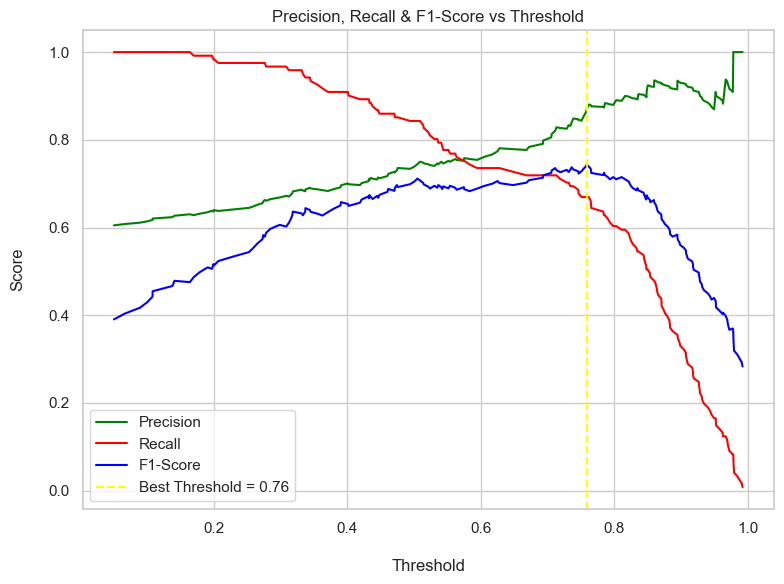 Precision, Recall & F1-Score vs Threshold
1.0
0.8
0.6
0.4
0.2
0.0
Score
Precision
Recall
F1-Score
Best Threshold = 0.76
0.2 0.4 0.6 0.8 1.0
Threshold